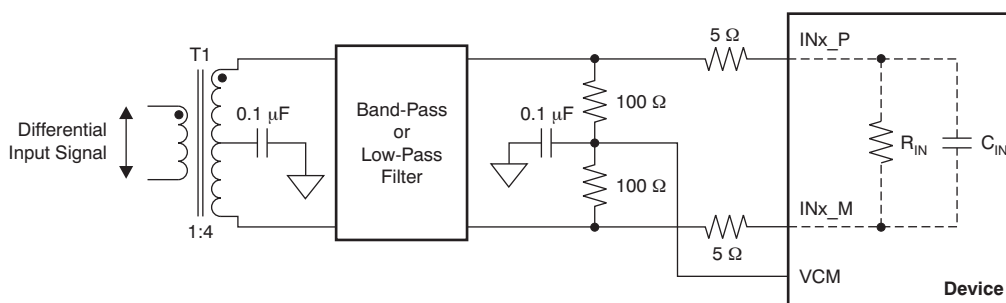 T1
Differential
Input Signal
1:4
0.1 μF
Band-Pass
or
Low-Pass
Filter
0.1 μF
100 Ω
100 Ω
5 Ω
5 Ω
INx_P
R_IN
C_IN
INx_M
VCM
Device